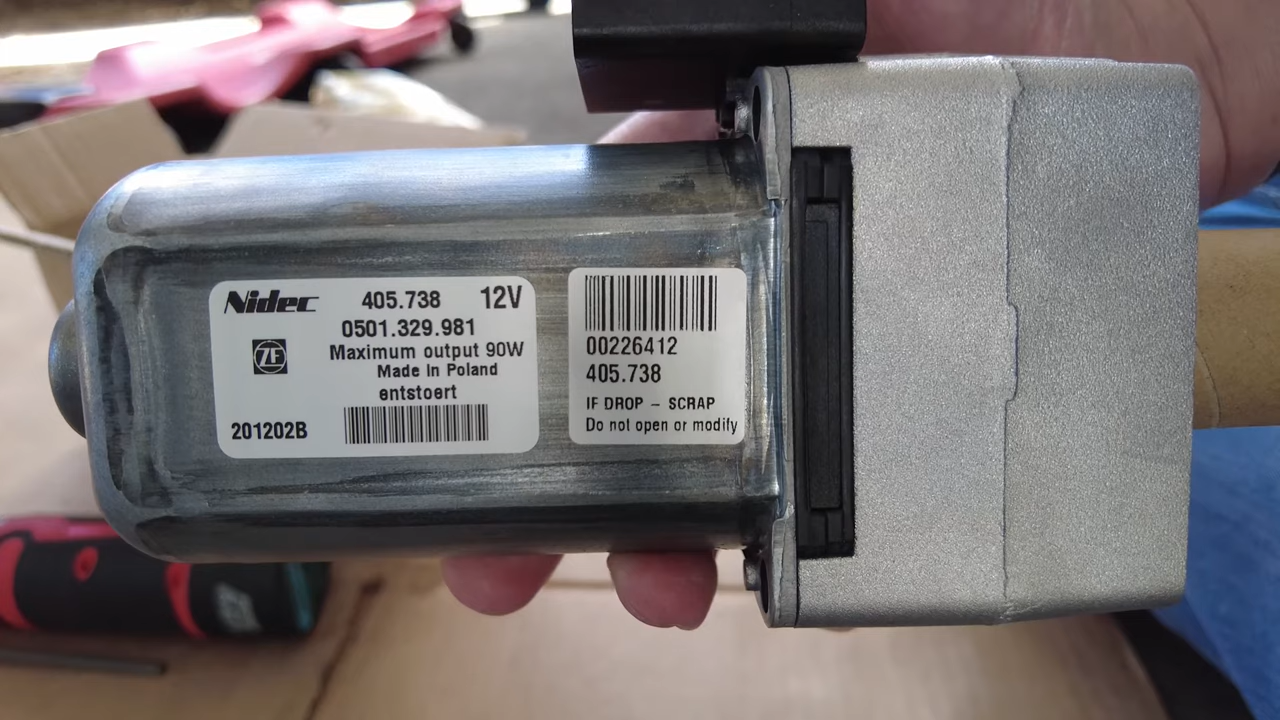 Nidec 405.738 12V
0501.329.981
ZF
Maximum output 90W
Made in Poland
entstoert
201202B
00226412
405.738
IF DROP - SCRAP
Do not open or modify